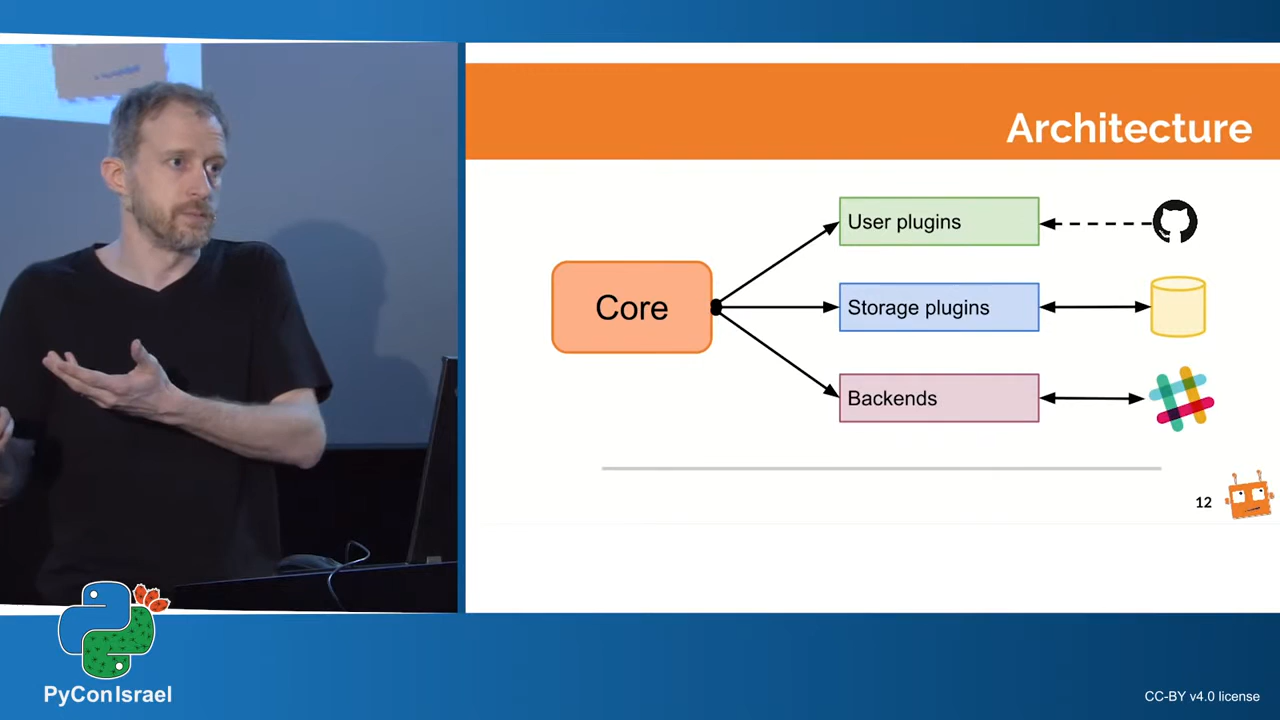 Architecture
Core
User plugins
Storage plugins
Backends
12
PyConIsrael
CC-BY v4.0 license